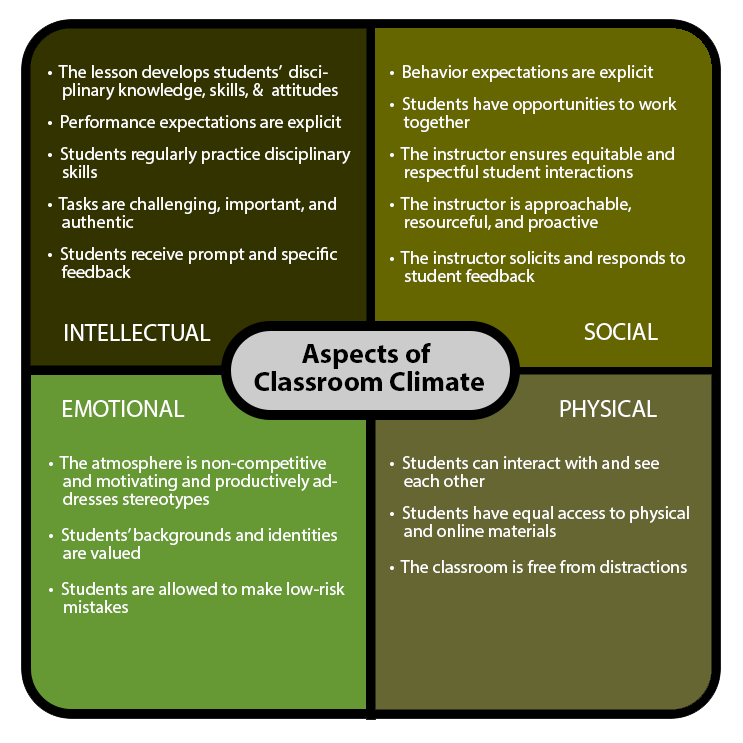 • The lesson develops students' disci-
plinary knowledge, skills, & attitudes
• Performance expectations are explicit
• Students regularly practice disciplinary
skills
• Tasks are challenging, important, and
authentic
• Students receive prompt and specific
feedback
INTELLECTUAL
• Behavior expectations are explicit
• Students have opportunities to work
together
• The instructor ensures equitable and
respectful student interactions
• The instructor is approachable,
resourceful, and proactive
• The instructor solicits and responds to
student feedback
SOCIAL
Aspects of
Classroom Climate
EMOTIONAL
• The atmosphere is non-competitive
and motivating and productively ad-
dresses stereotypes
• Students' backgrounds and identities
are valued
• Students are allowed to make low-risk
mistakes
PHYSICAL
• Students can interact with and see
each other
• Students have equal access to physical
and online materials
• The classroom is free from distractions